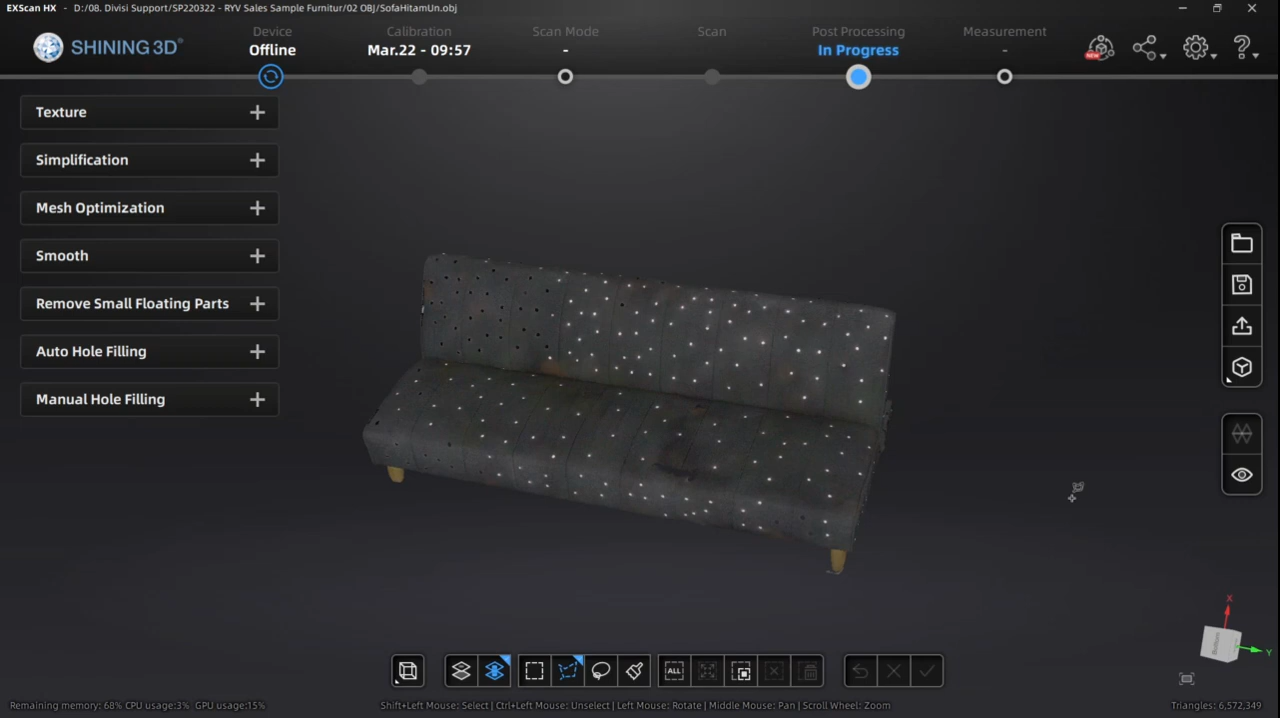 EXScan HX - D:/08. Divisi Support/SP220322 - RYV Sales Sample Furnitur/02 OBJ/SofaHitamUn.obj
SHINING 3D®
Device
Offline
Calibration
Mar.22 - 09:57
Scan Mode
-
Scan
Post Processing
In Progress
Measurement
-
NEW
Texture
Simplification
Mesh Optimization
Smooth
Remove Small Floating Parts
Auto Hole Filling
Manual Hole Filling
X
Bottom
Y
ALL
Remaining memory: 68% CPU usage:3% GPU usage:15%
Shift+Left Mouse: Select | Ctrl+Left Mouse: Unselect | Left Mouse: Rotate | Middle Mouse: Pan | Scroll Wheel: Zoom
Triangles: 6,572,349